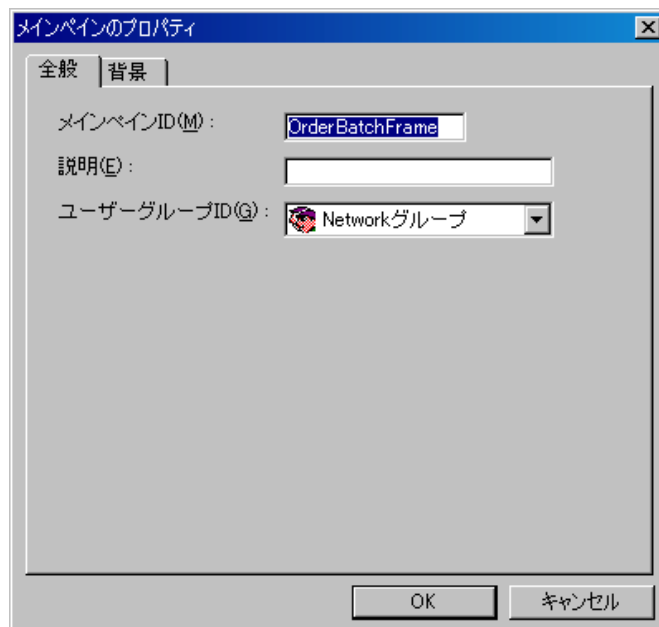 メインペインのプロパティ
全般 背景
メインペインID(M): OrderBatchFrame
説明(E):
ユーザーグループID(G): Networkグループ
OK キャンセル